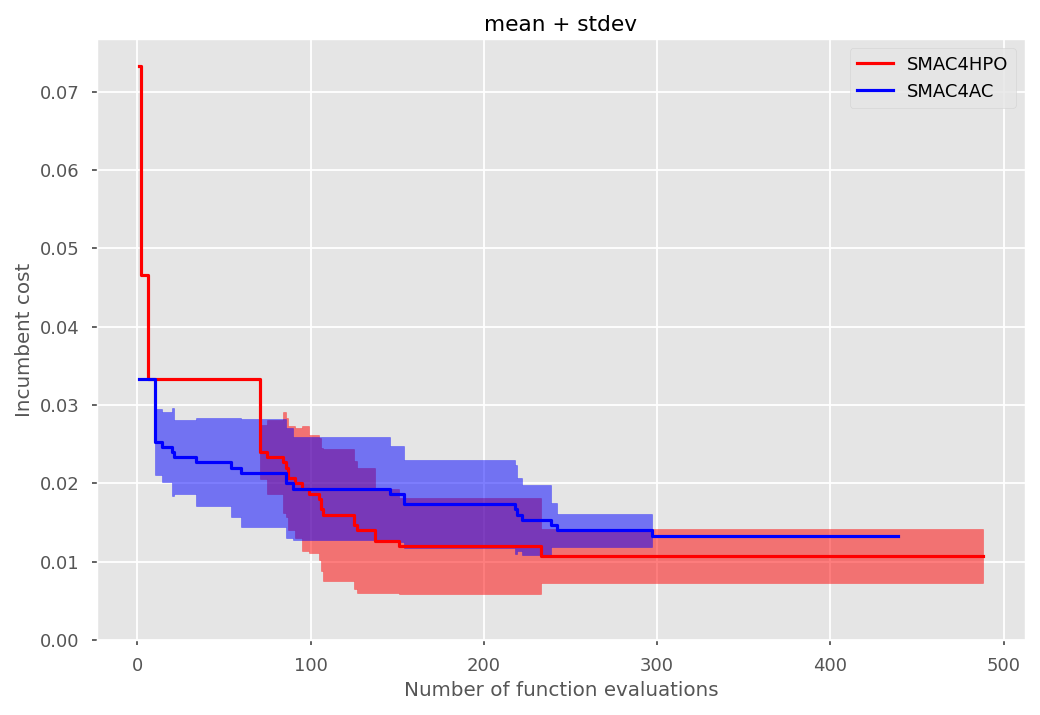 mean + stdev
SMAC4HPO
SMAC4AC
Incumbent cost
0.07
0.06
0.05
0.04
0.03
0.02
0.01
0.00
0 100 200 300 400 500
Number of function evaluations